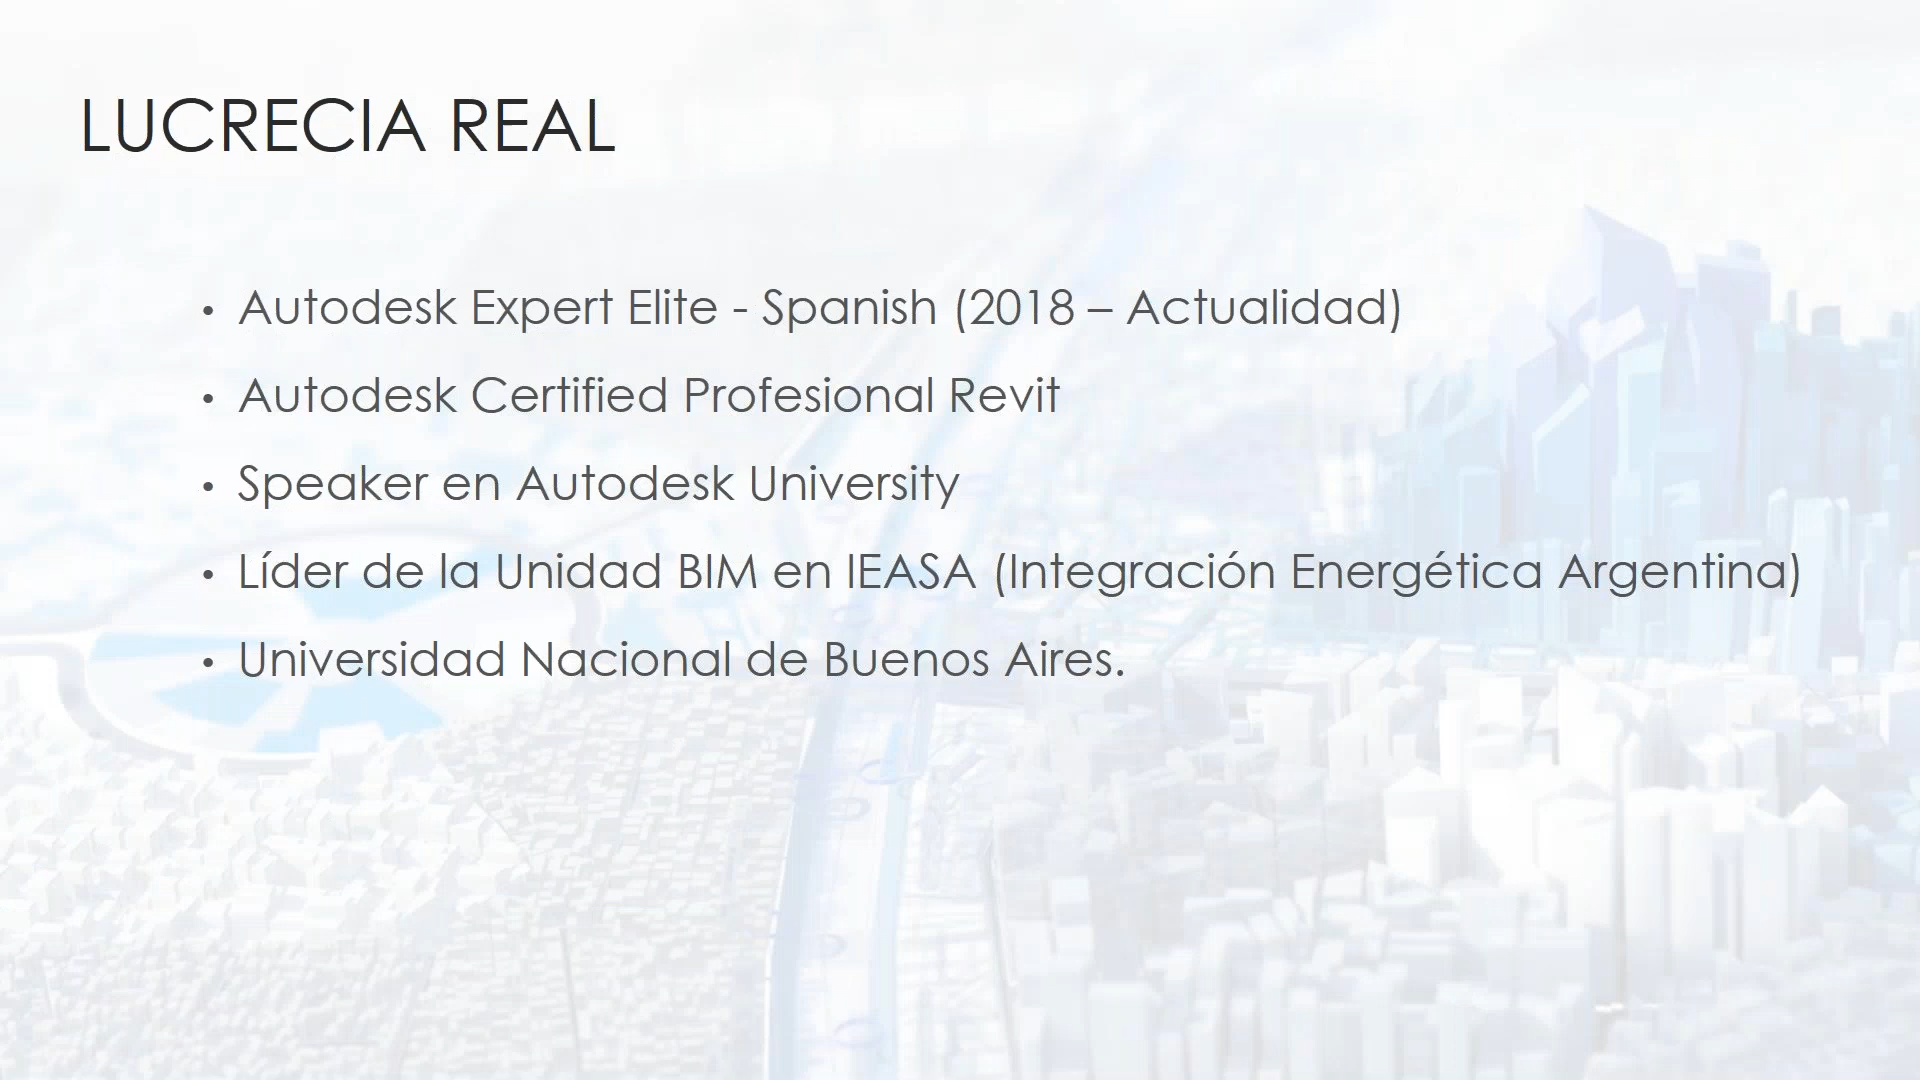 LUCRECIA REAL
• Autodesk Expert Elite - Spanish (2018 – Actualidad)
• Autodesk Certified Profesional Revit
• Speaker en Autodesk University
• Líder de la Unidad BIM en IEASA (Integración Energética Argentina)
• Universidad Nacional de Buenos Aires.